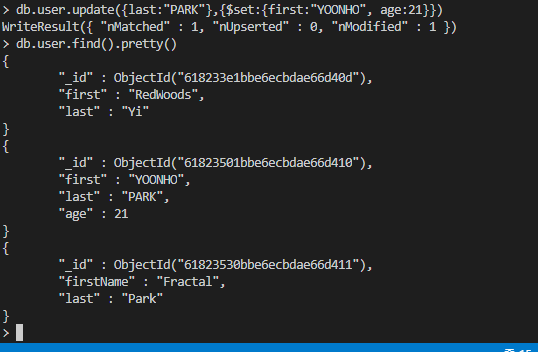 > db.user.update({last:"PARK"},{$set:{first:"YOONHO", age:21}})
WriteResult({ "nMatched" : 1, "nUpserted" : 0, "nModified" : 1 })
> db.user.find().pretty()
{
        "_id" : ObjectId("618233e1bbe6ecbdae66d40d"),
        "first" : "RedWoods",
        "last" : "Yi"
}
{
        "_id" : ObjectId("61823501bbe6ecbdae66d410"),
        "first" : "YOONHO",
        "last" : "PARK",
        "age" : 21
}
{
        "_id" : ObjectId("61823530bbe6ecbdae66d411"),
        "firstName" : "Fractal",
        "last" : "Park"
}
>